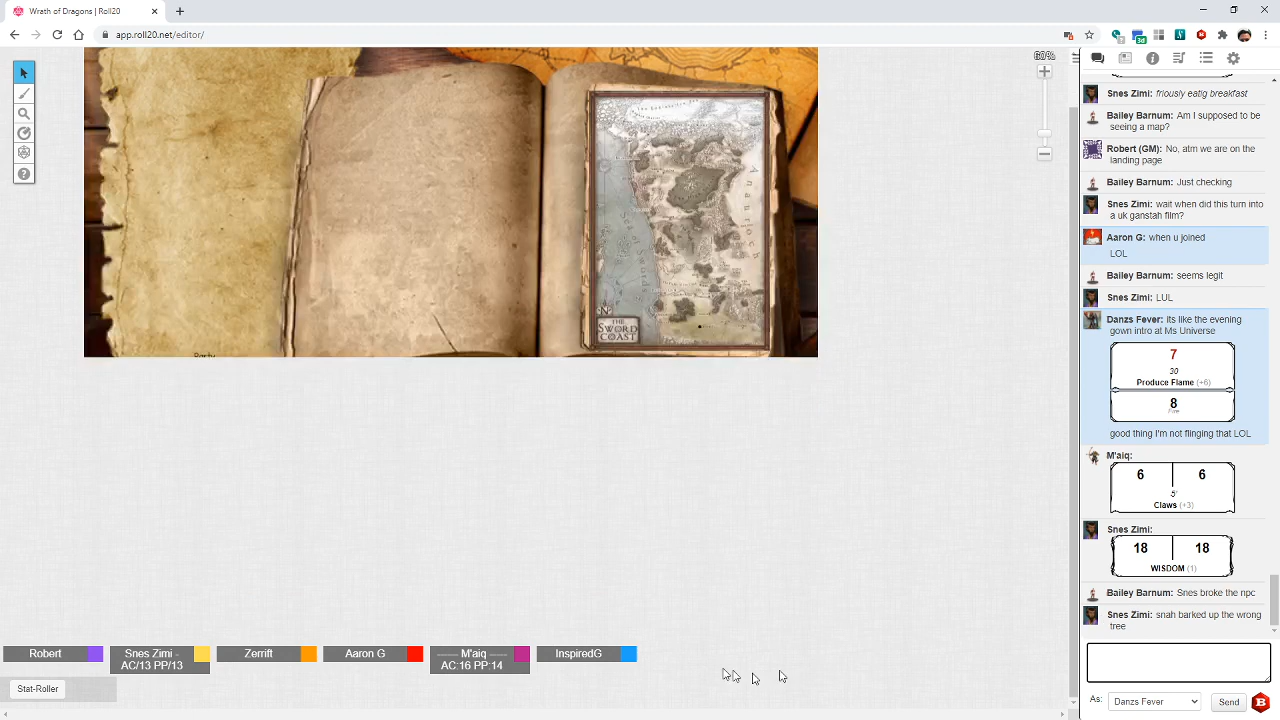 Wrath of Dragons | Roll20
app.roll20.net/editor/
60%
Anauroch
THE
SWORD
COAST
Party
Snes Zimi: friously eatig breakfast
Bailey Barnum: Am I supposed to be
seeing a map?
Robert (GM): No, atm we are on the
landing page
Bailey Barnum: Just checking
Snes Zimi: wait when did this turn into
a uk ganstah film?
Aaron G: when u joined
LOL
Bailey Barnum: seems legit
Snes Zimi: LUL
Danzs Fever: its like the evening
gown intro at Ms Universe
7
30
Produce Flame (+6)
8
Fire
good thing I'm not flinging that LOL
M'aiq:
6 6
5'
Claws (+3)
Snes Zimi:
18 18
WISDOM (1)
Bailey Barnum: Snes broke the npc
Snes Zimi: snah barked up the wrong
tree
Robert
Snes Zimi
AC/13 PP/13
Zerrift
Aaron G
M'aiq
AC:16 PP:14
InspiredG
Stat-Roller
As: Danzs Fever Send